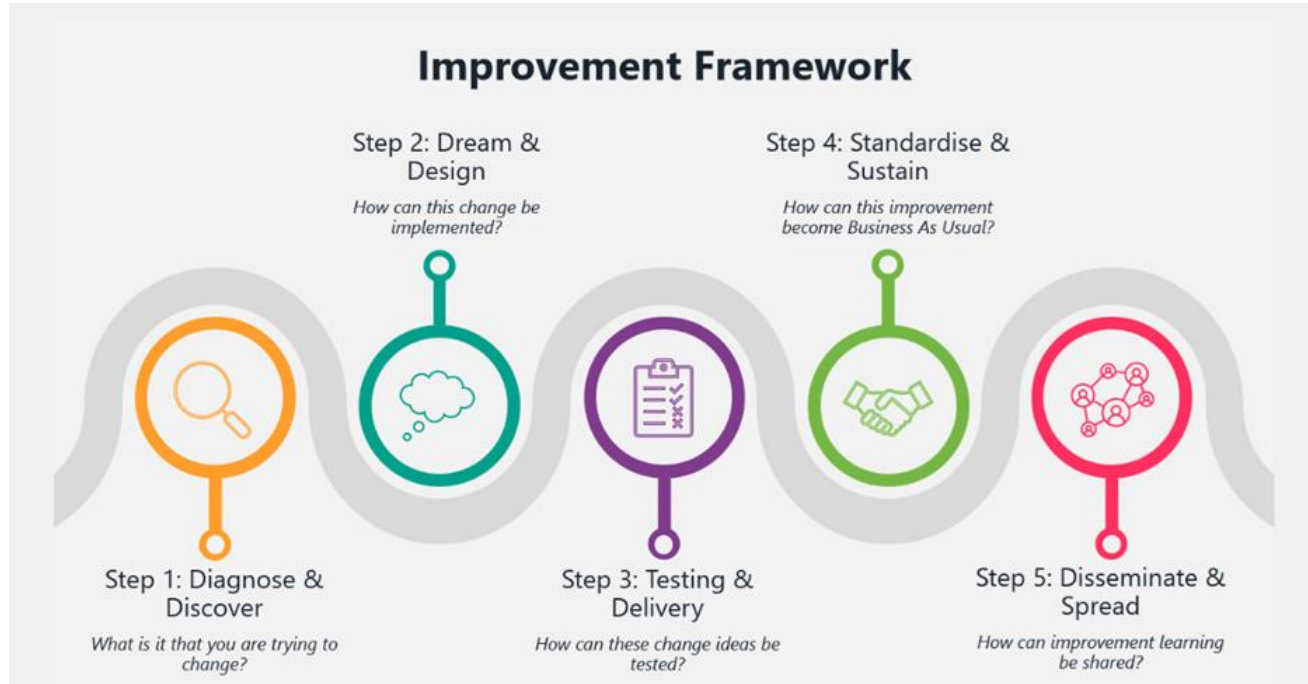 Improvement Framework
Step 1: Diagnose &
Discover
What is it that you are trying to
change?
Step 2: Dream &
Design
How can this change be
implemented?
Step 3: Testing &
Delivery
How can these change ideas be
tested?
Step 4: Standardise &
Sustain
How can this improvement
become Business As Usual?
Step 5: Disseminate &
Spread
How can improvement learning
be shared?